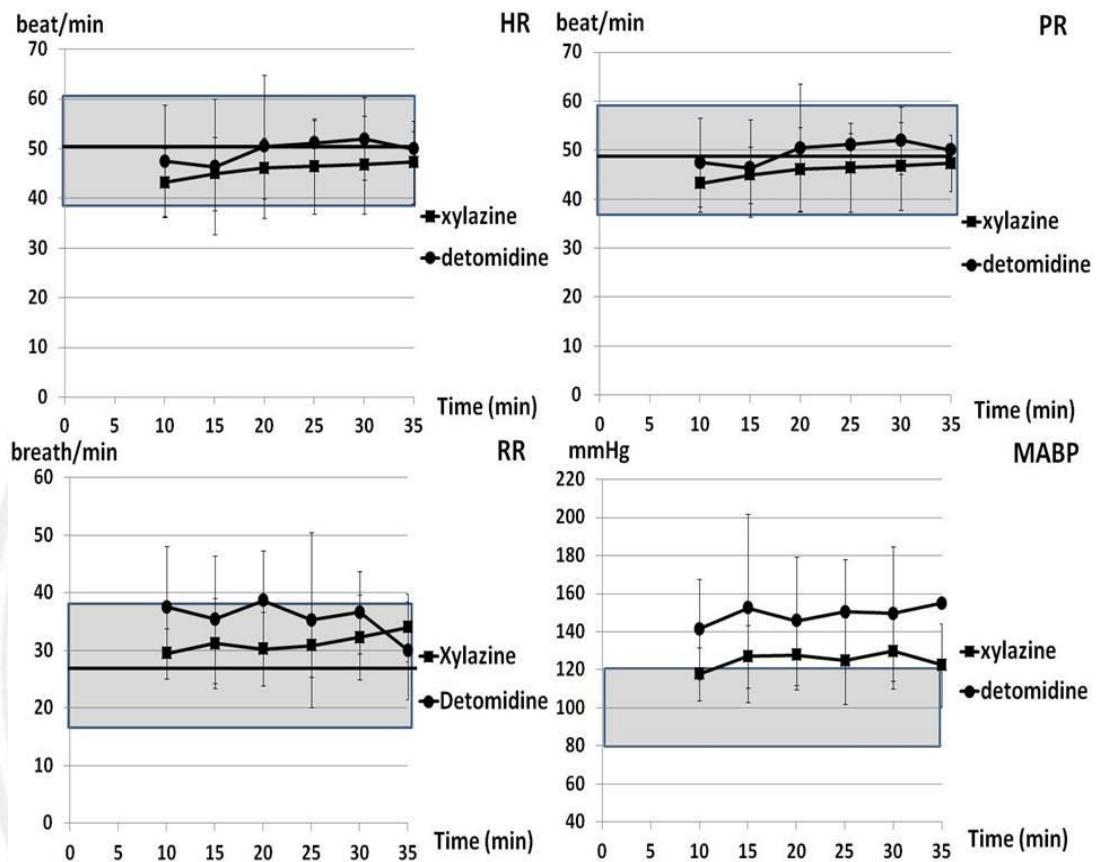 beat/min HR
70
60
50
40
30
20
10
0
0 5 10 15 20 25 30 35
Time (min)
xylazine
detomidine
beat/min PR
70
60
50
40
30
20
10
0
0 5 10 15 20 25 30 35
Time (min)
xylazine
detomidine
breath/min RR
60
50
40
30
20
10
0
0 5 10 15 20 25 30 35
Time (min)
Xylazine
Detomidine
mmHg MABP
220
200
180
160
140
120
100
80
60
40
0 5 10 15 20 25 30 35
Time (min)
xylazine
detomidine